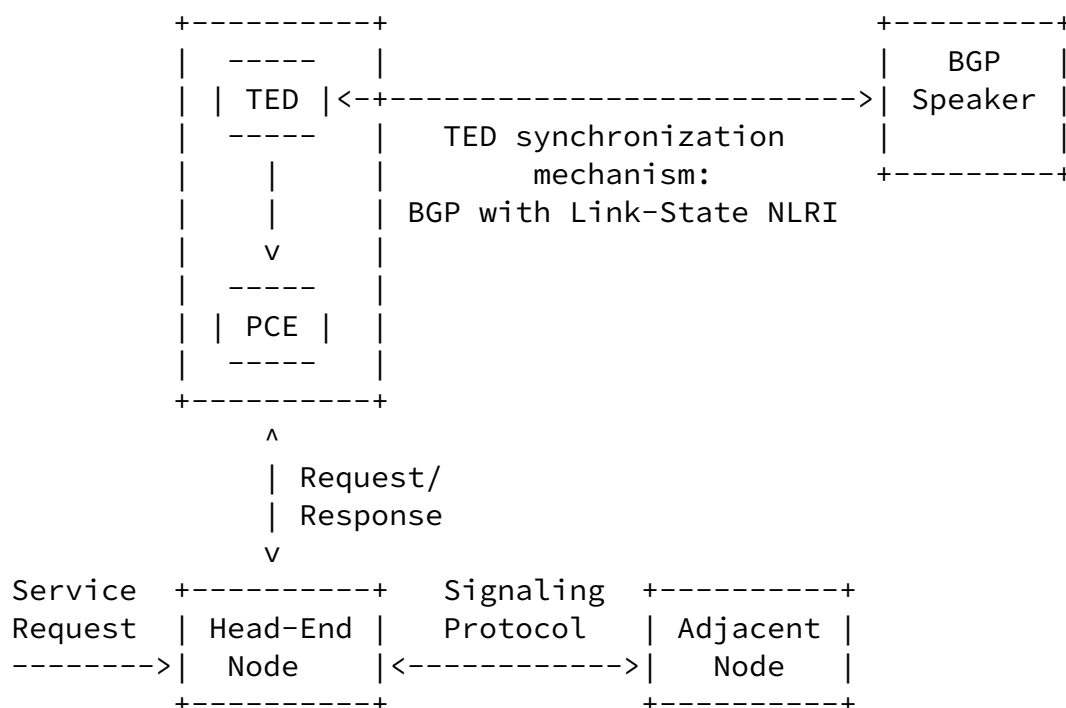 BGP
TED Speaker
TED synchronization
mechanism:
BGP with Link-State NLRI
PCE
Request/
Response
Service Signaling
Request Head-End Protocol Adjacent
Node Node